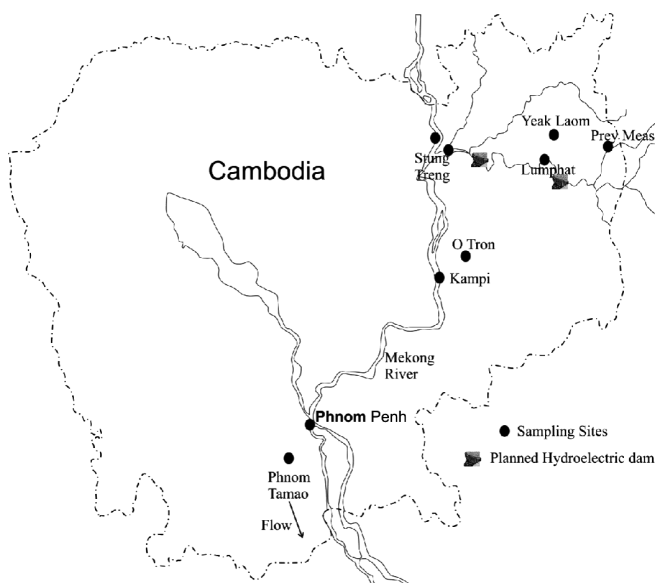 Yeak Laom
Prey Meas
Stung
Treng
Lumphat
Cambodia
O Tron
Kampi
Mekong
River
Phnom Penh
Sampling Sites
Planned Hydroelectric dam
Phnom
Tamao
Flow